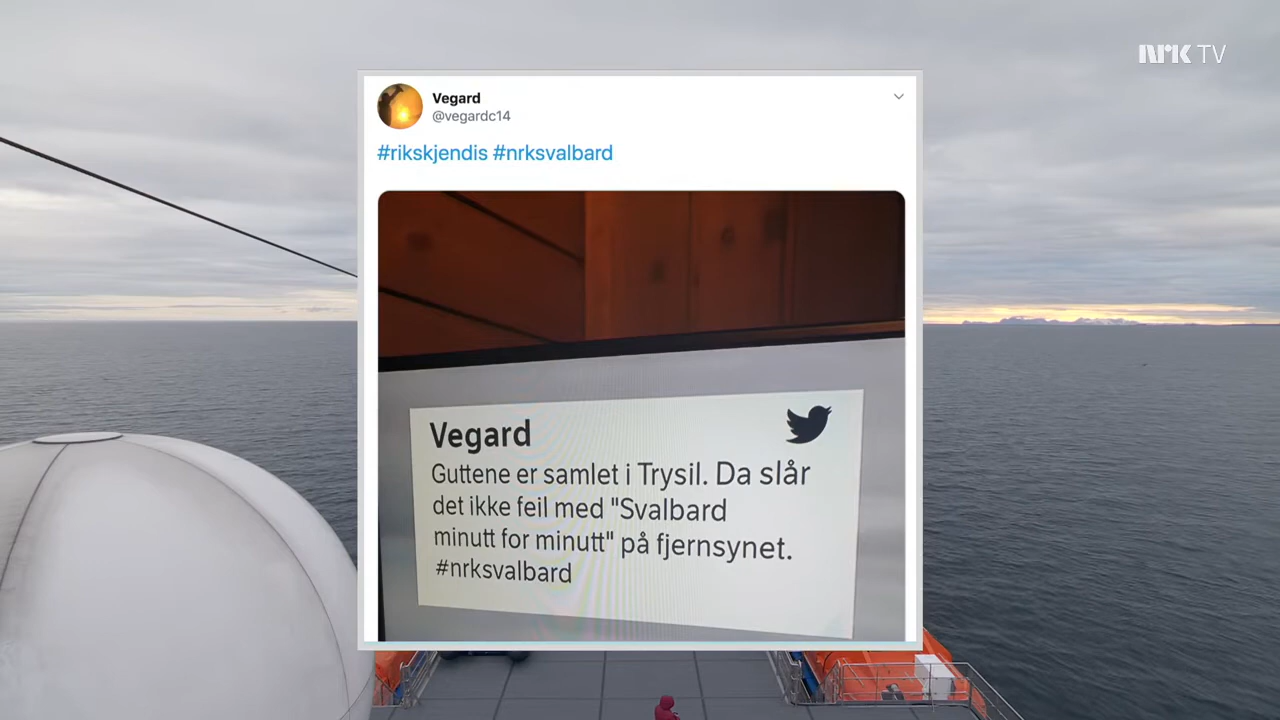 NRK TV
Vegard
@vegardc14
#rikskjendis #nrksvalbard
Vegard
Guttene er samlet i Trysil. Da slår
det ikke feil med "Svalbard
minutt for minutt" på fjernsynet.
#nrksvalbard